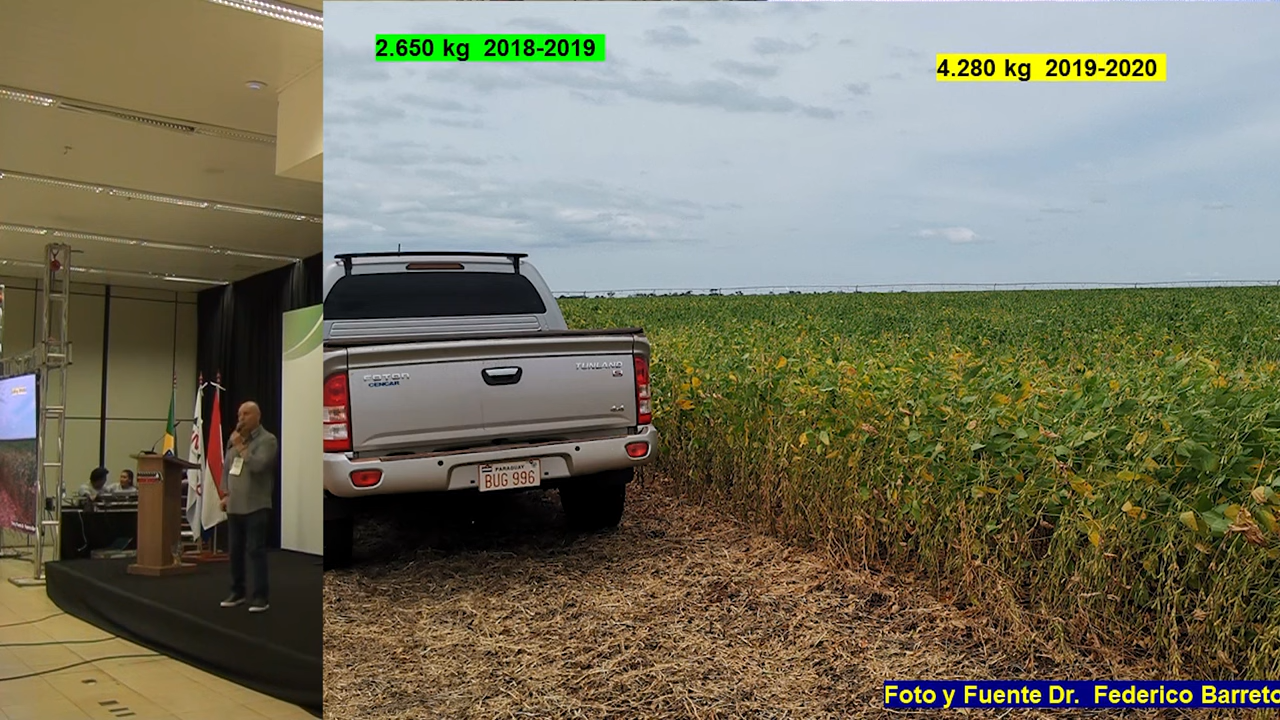 2.650 kg 2018-2019
4.280 kg 2019-2020
FOTON
CENCAR
TUNLAND
4x4
PARAGUAY
BUG 996
Foto y Fuente Dr. Federico Barreto